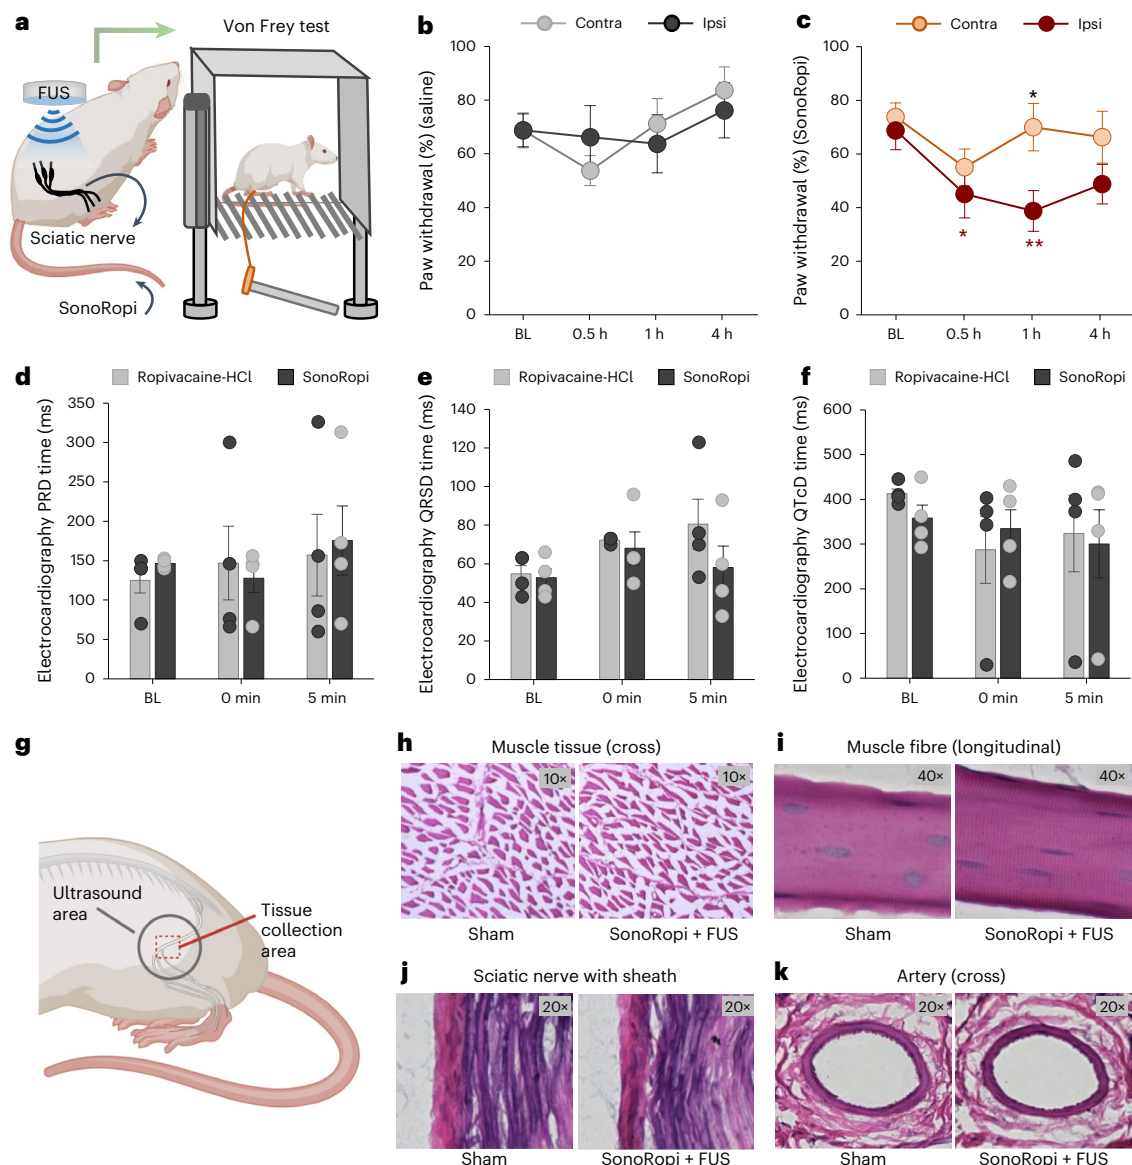 a
Von Frey test
FUS
Sciatic nerve
SonoRopi
b
Contra
Ipsi
Paw withdrawal (%) (saline)
100
80
60
40
20
0
BL
0.5 h
1 h
4 h
c
Contra
Ipsi
Paw withdrawal (%) (SonoRopi)
100
80
60
40
20
0
*
*
**
BL
0.5 h
1 h
4 h
d
Ropivacaine-HCl
SonoRopi
Electrocardiography PRD time (ms)
350
300
250
200
150
100
50
0
BL
0 min
5 min
e
Ropivacaine-HCl
SonoRopi
Electrocardiography QRSD time (ms)
140
120
100
80
60
40
20
0
BL
0 min
5 min
f
Ropivacaine-HCl
SonoRopi
Electrocardiography QTcD time (ms)
600
500
400
300
200
100
0
BL
0 min
5 min
g
Ultrasound
area
Tissue
collection
area
h
Muscle tissue (cross)
10×
10×
Sham
SonoRopi + FUS
i
Muscle fibre (longitudinal)
40×
40×
Sham
SonoRopi + FUS
j
Sciatic nerve with sheath
20×
20×
Sham
SonoRopi + FUS
k
Artery (cross)
20×
20×
Sham
SonoRopi + FUS